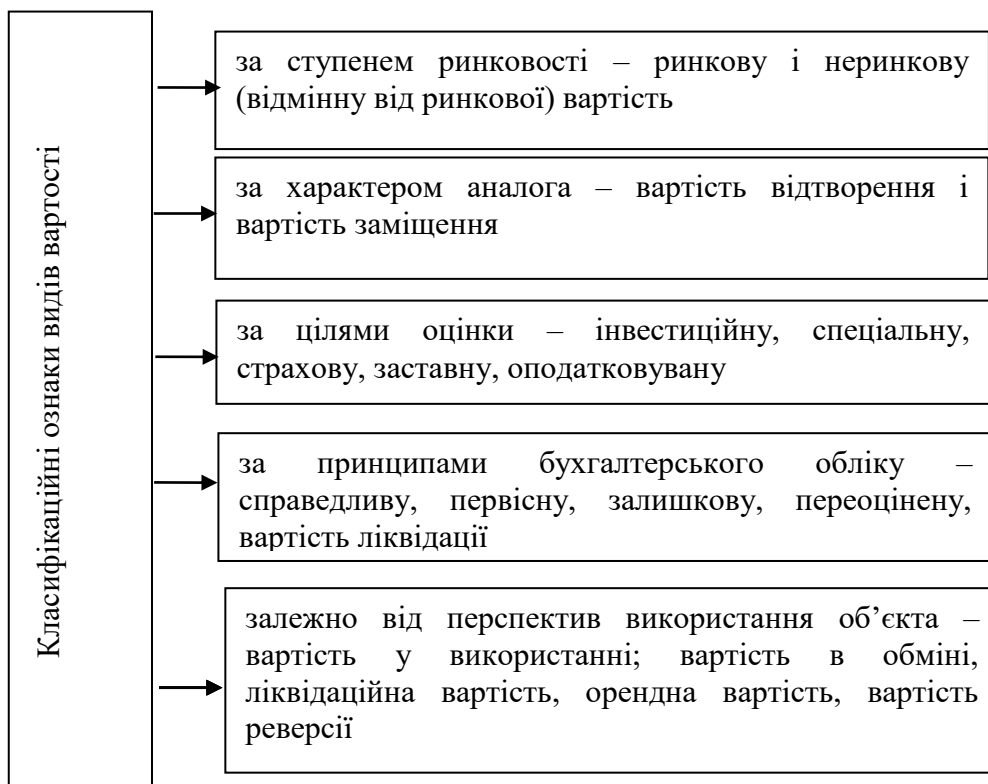 Класифікаційні ознаки видів вартості
за ступенем ринковості – ринкову і неринкову
(відмінну від ринкової) вартість
за характером аналога – вартість відтворення і
вартість заміщення
за цілями оцінки – інвестиційну, спеціальну,
страхову, заставну, оподатковувану
за принципами бухгалтерського обліку –
справедливу, первісну, залишкову, переоцінену,
вартість ліквідації
залежно від перспектив використання об’єкта –
вартість у використанні; вартість в обміні,
ліквідаційна вартість, орендна вартість, вартість
реверсії